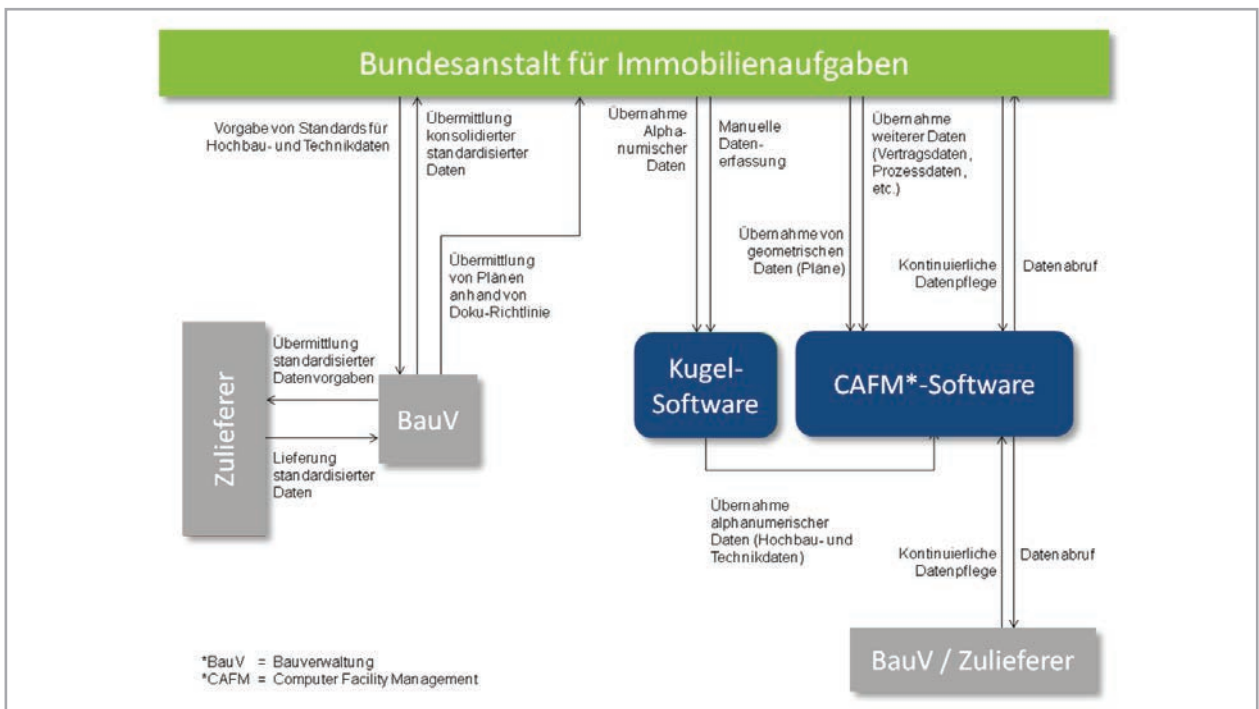 Bundesanstalt für Immobilienaufgaben
Vorgabe von Standards für
Hochbau- und Technikdaten
Übermittlung
konsolidierter
standardisierter
Daten
Übermittlung
von Plänen
anhand von
Doku-Richtlinie
Übernahme
Alpha-
numischer
Daten
Manuelle
Daten-
erfassung
Übernahme von
geometrischen
Daten (Pläne)
Übernahme
weiterer Daten
(Vertragsdaten,
Prozessdaten,
etc.)
Kontinuierliche
Datenpflege
Datenabruf
Zulieferer
Übermittlung
standardisierter
Datenvorgaben
Lieferung
standardisierter
Daten
BauV
Kugel-
Software
CAFM*-Software
Übernahme
alphanumerischer
Daten (Hochbau- und
Technikdaten)
Kontinuierliche
Datenpflege
Datenabruf
BauV / Zulieferer
*BauV = Bauverwaltung
*CAFM = Computer Facility Management